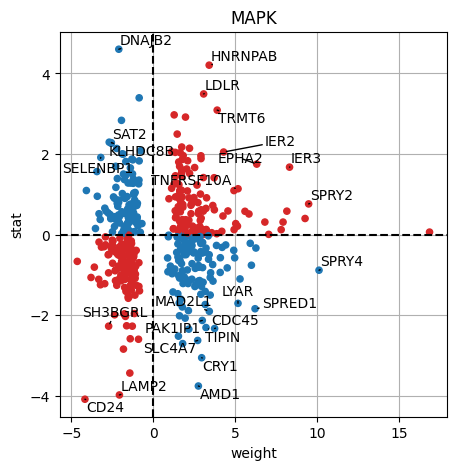 MAPK
DNAJB2
HNRNPAB
LDLR
TRMT6
SAT2
KLHDC8B
IER2
EPHA2
IER3
SELENBP1
TNFRSF10A
SPRY2
SPRY4
LYAR
MAD2L1
SPRED1
SH3BGRL
CDC45
PAK1IP1
TIPIN
SLC4A7
CRY1
LAMP2
AMD1
CD24
4
2
0
−2
−4
stat
−5
0
5
10
15
weight